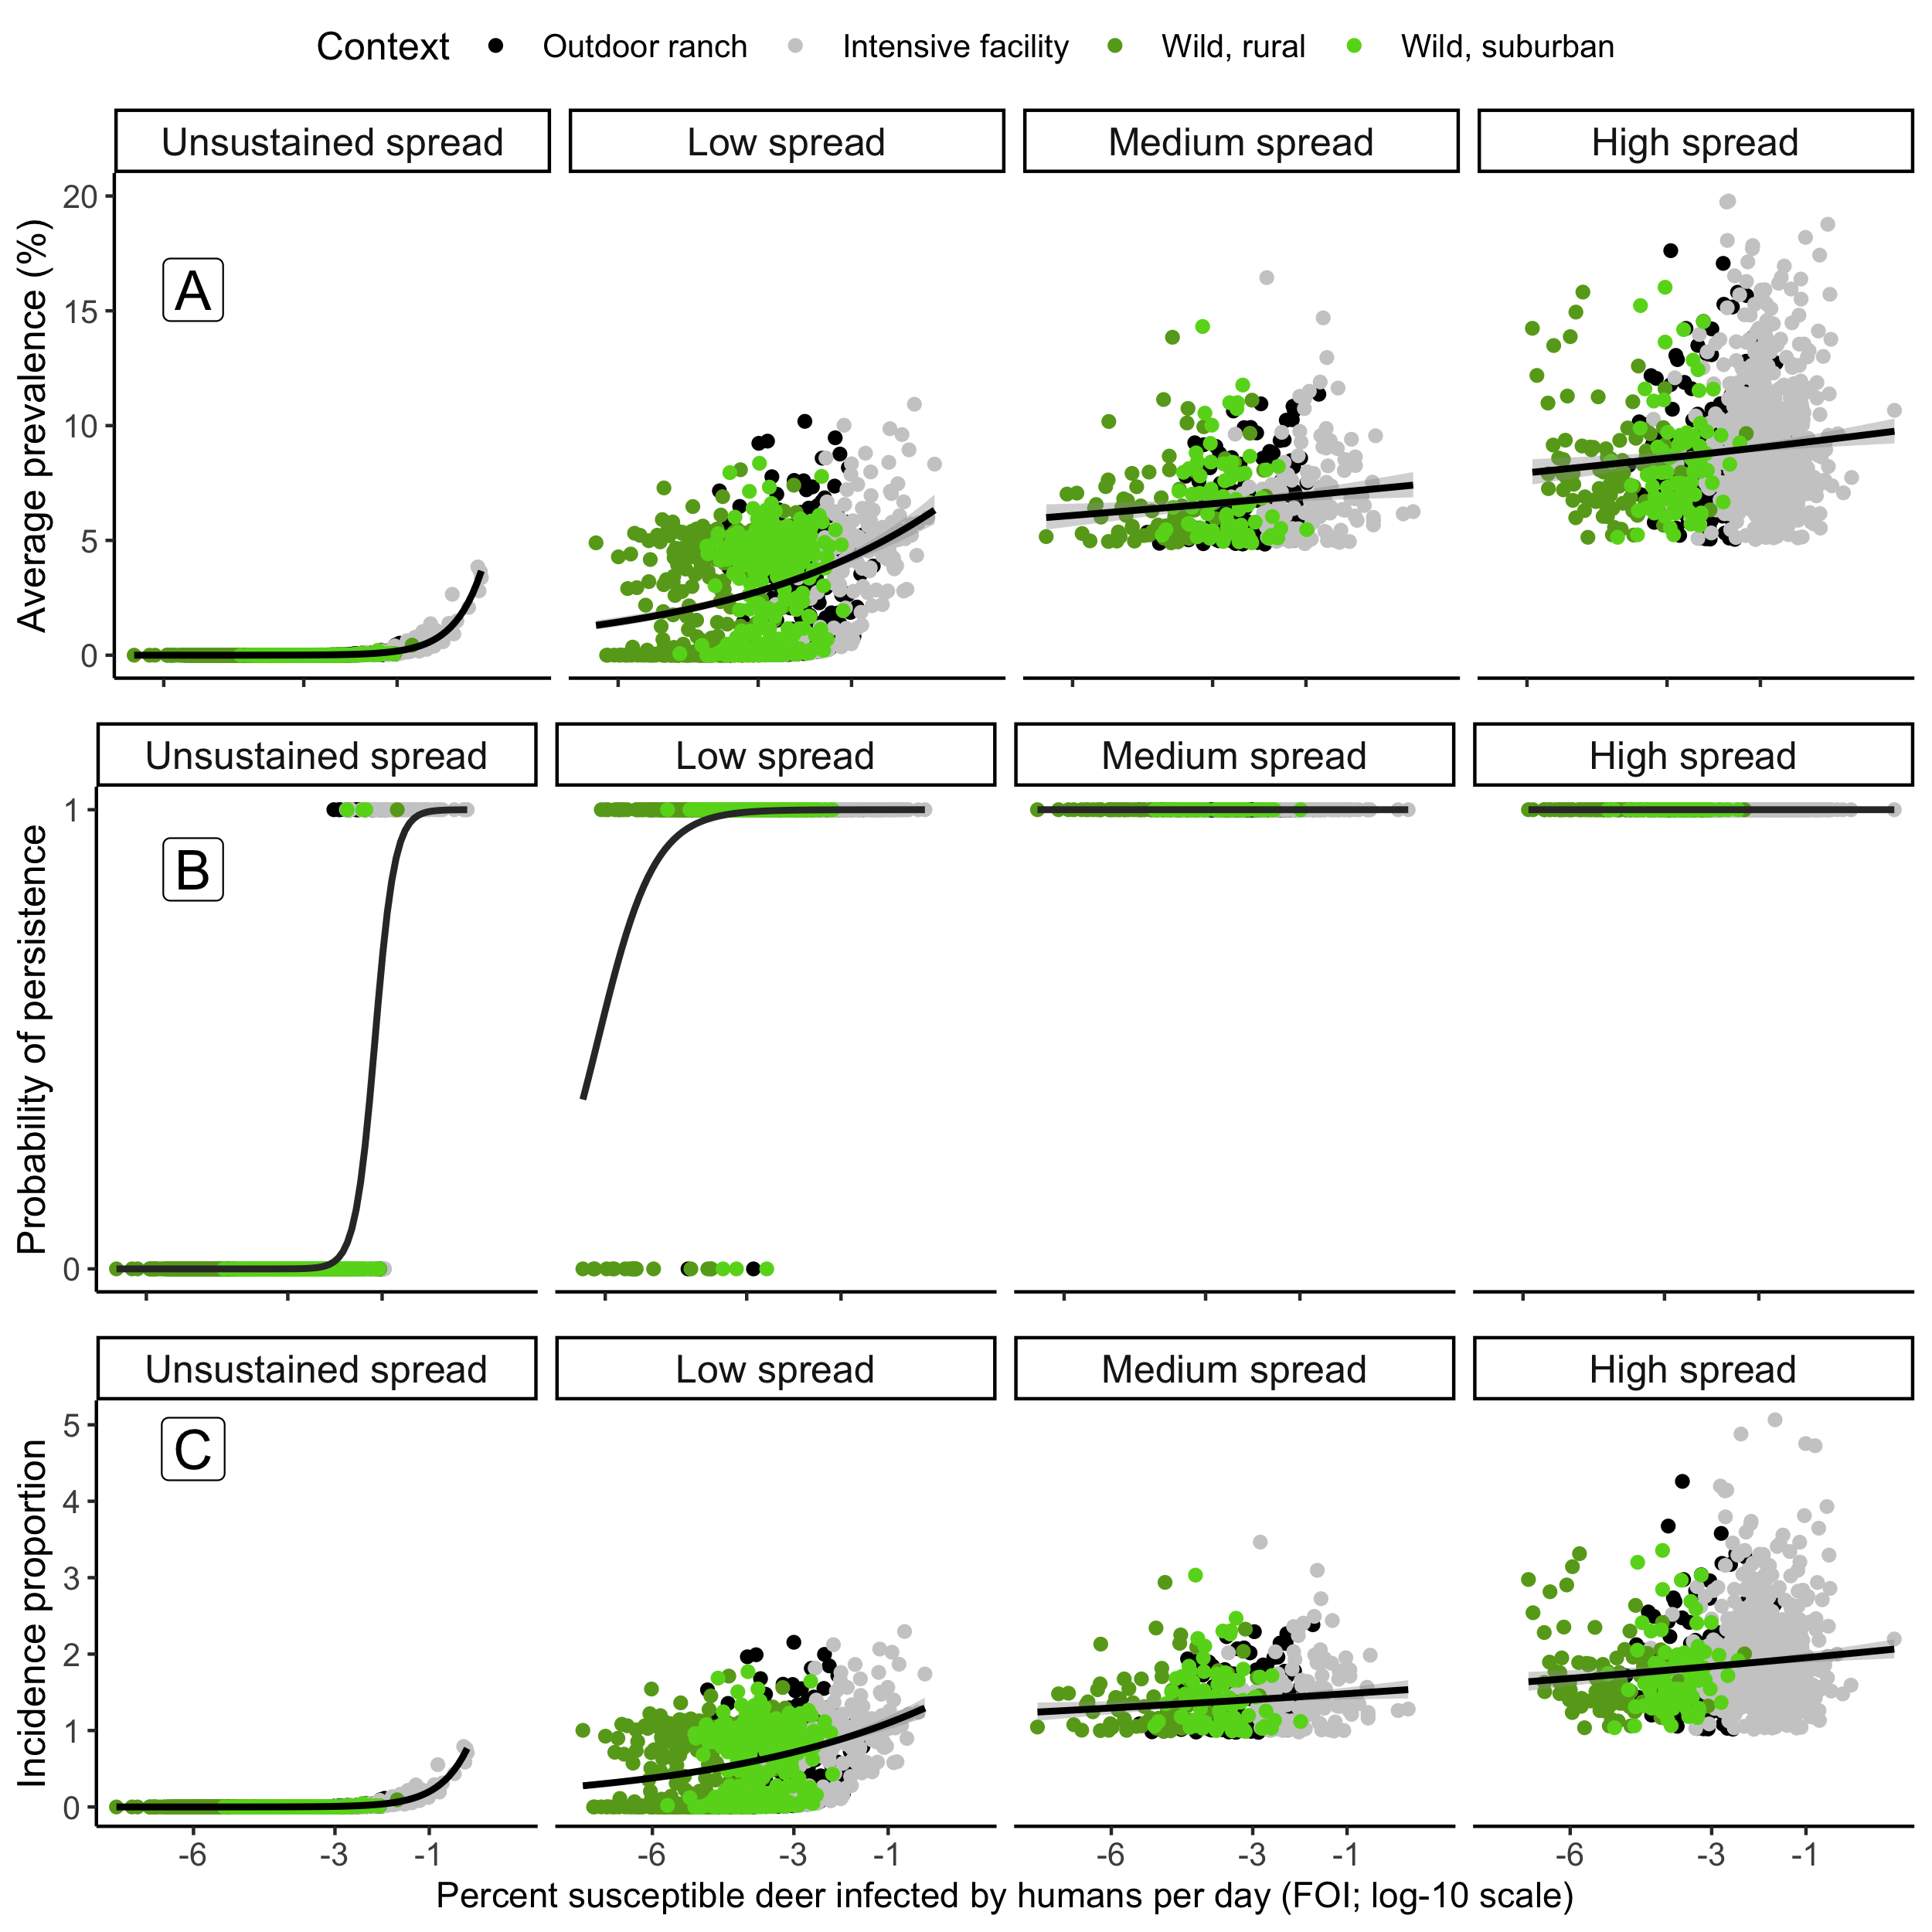 Context Outdoor ranch Intensive facility Wild, rural Wild, suburban
Unsustained spread Low spread Medium spread High spread
Average prevalence (%)
20
15
10
5
0
A
Unsustained spread Low spread Medium spread High spread
Probability of persistence
1
0
B
Unsustained spread Low spread Medium spread High spread
Incidence proportion
5
4
3
2
1
0
C
-6 -3 -1 -6 -3 -1 -6 -3 -1 -6 -3 -1
Percent susceptible deer infected by humans per day (FOI; log-10 scale)